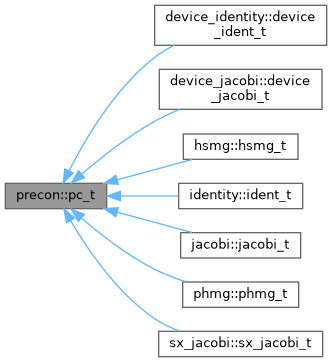 device_identity::device
_ident_t
device_jacobi::device
_jacobi_t
hsmg::hsmg_t
precon::pc_t
identity::ident_t
jacobi::jacobi_t
phmg::phmg_t
sx_jacobi::sx_jacobi_t